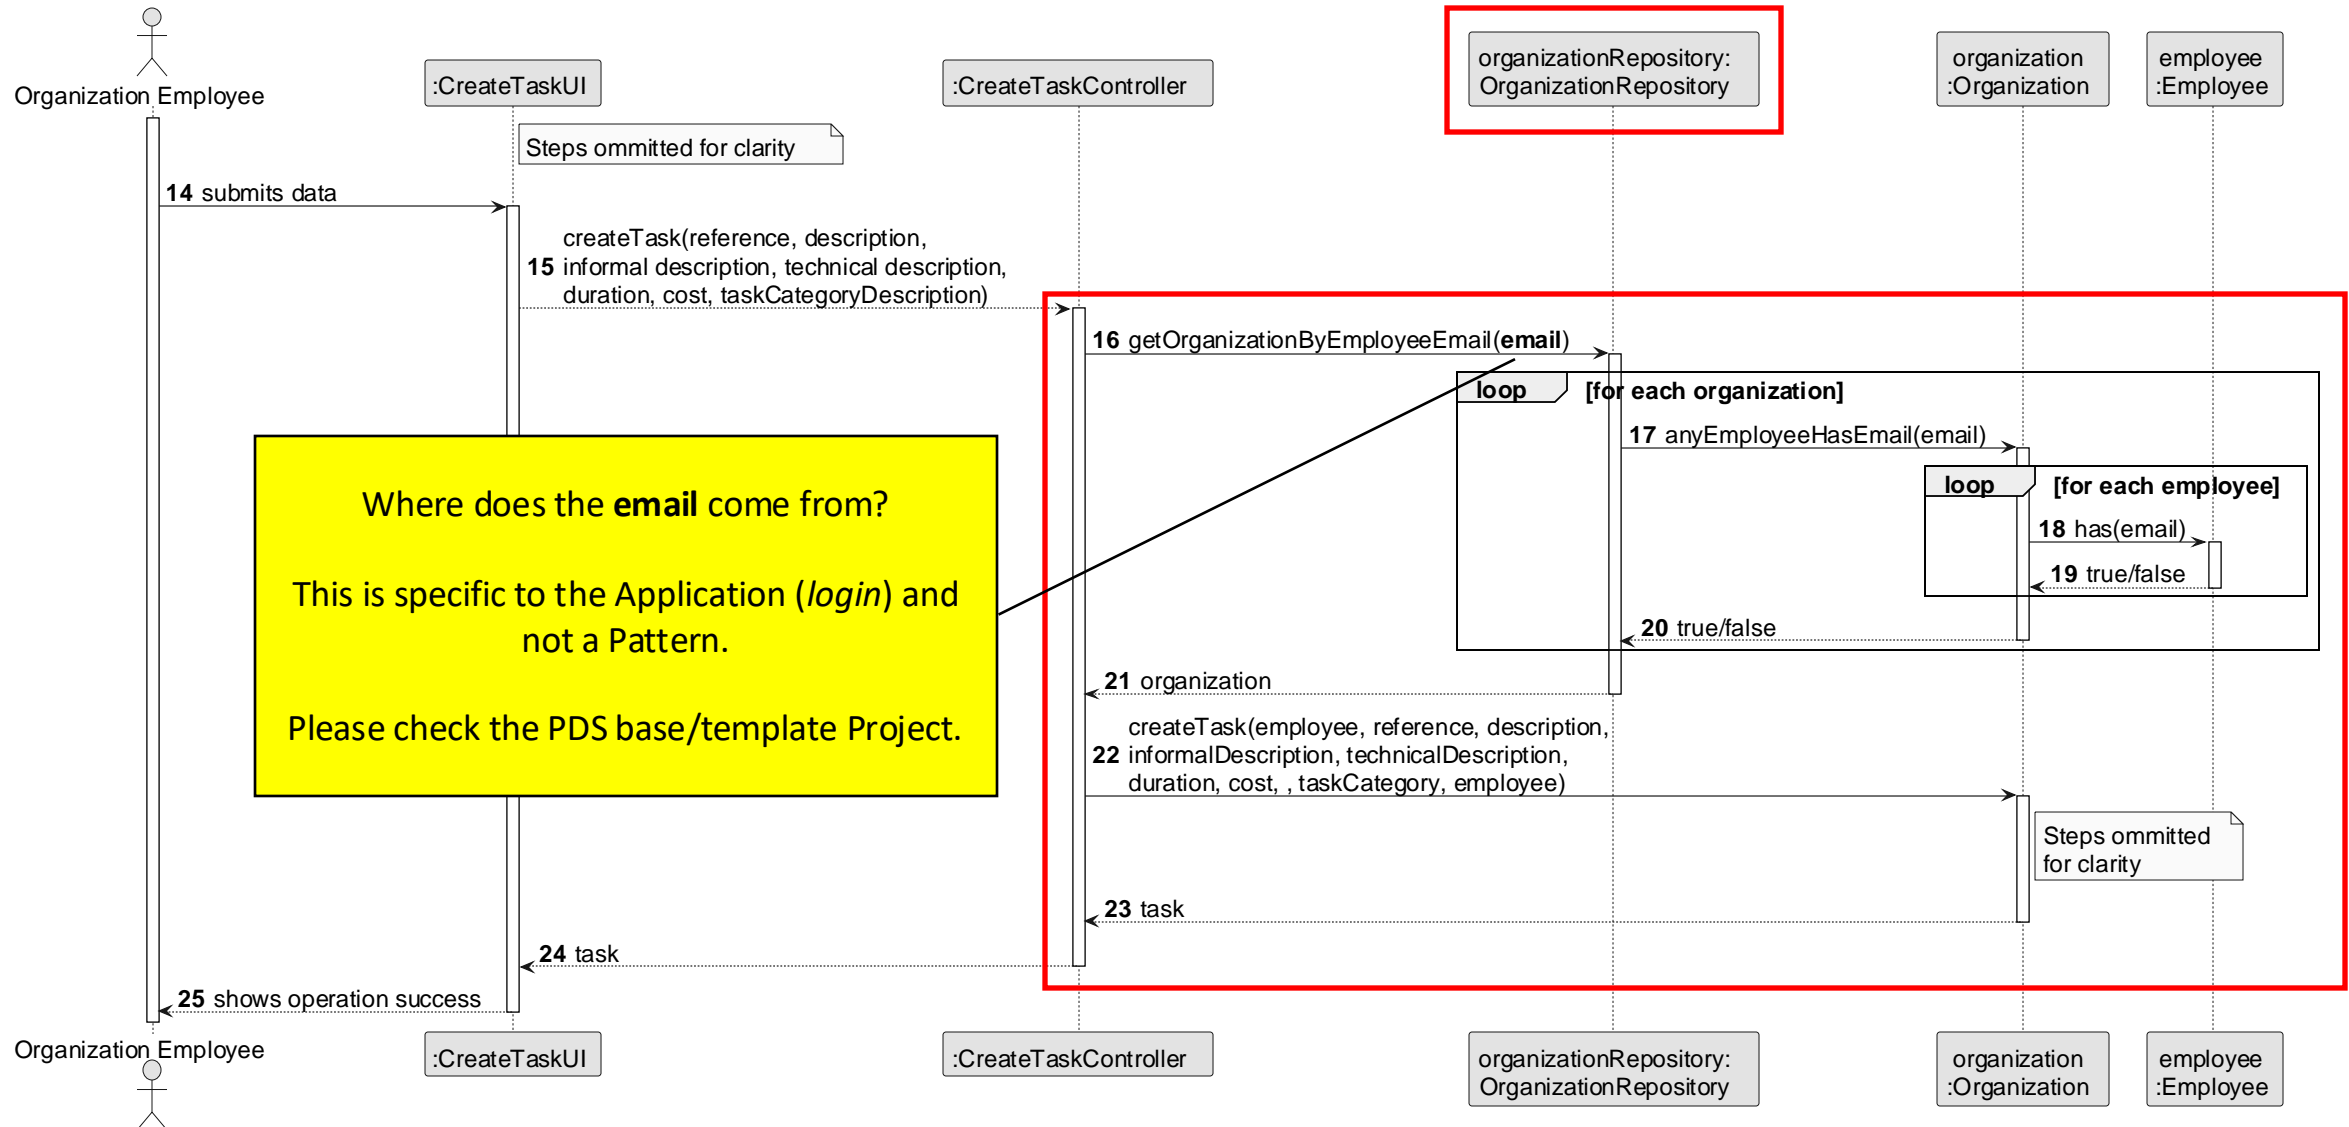 Organization Employee
:CreateTaskUI
:CreateTaskController
organizationRepository:
OrganizationRepository
organization
:Organization
employee
:Employee
Steps ommitted for clarity
14 submits data
createTask(reference, description,
15 informal description, technical description,
duration, cost, taskCategoryDescription)
16 getOrganizationByEmployeeEmail(email)
loop [for each organization]
17 anyEmployeeHasEmail(email)
loop [for each employee]
18 has(email)
19 true/false
20 true/false
Where does the email come from?
This is specific to the Application (login) and
not a Pattern.
Please check the PDS base/template Project.
21 organization
createTask(employee, reference, description,
22 informalDescription, technicalDescription,
duration, cost, , taskCategory, employee)
Steps ommitted
for clarity
23 task
24 task
25 shows operation success
Organization Employee
:CreateTaskUI
:CreateTaskController
organizationRepository:
OrganizationRepository
organization
:Organization
employee
:Employee